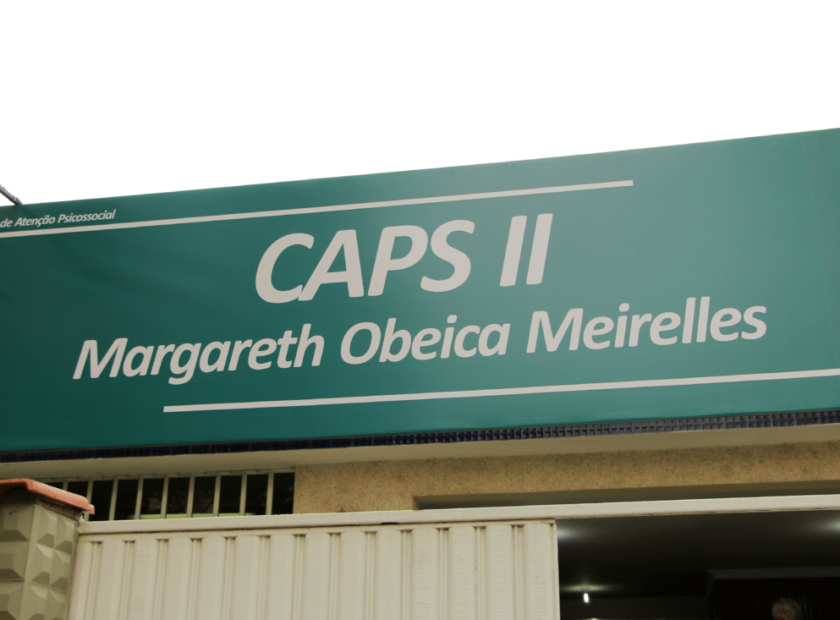 de Atenção Psicossocial
CAPS II
Margareth Obeica Meirelles